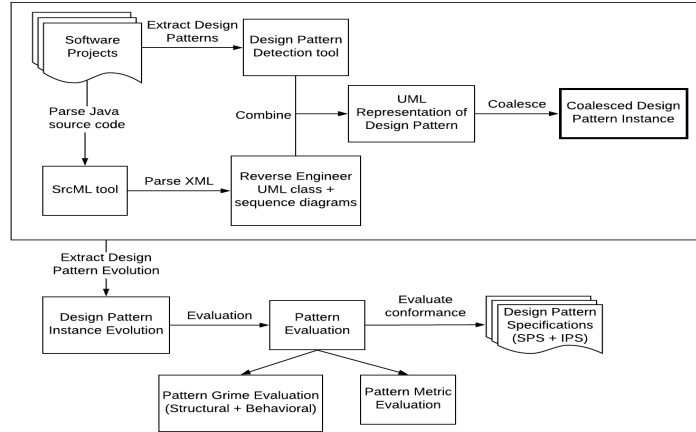 Software
Projects
Extract Design
Patterns
Design Pattern
Detection tool
Parse Java
source code
Combine
UML
Representation of
Design Pattern
Coalesce
Coalesced Design
Pattern Instance
SrcML tool
Parse XML
Reverse Engineer
UML class +
sequence diagrams
Extract Design
Pattern Evolution
Design Pattern
Instance Evolution
Evaluation
Pattern
Evaluation
Evaluate
conformance
Design Pattern
Specifications
(SPS + IPS)
Pattern Grime Evaluation
(Structural + Behavioral)
Pattern Metric
Evaluation